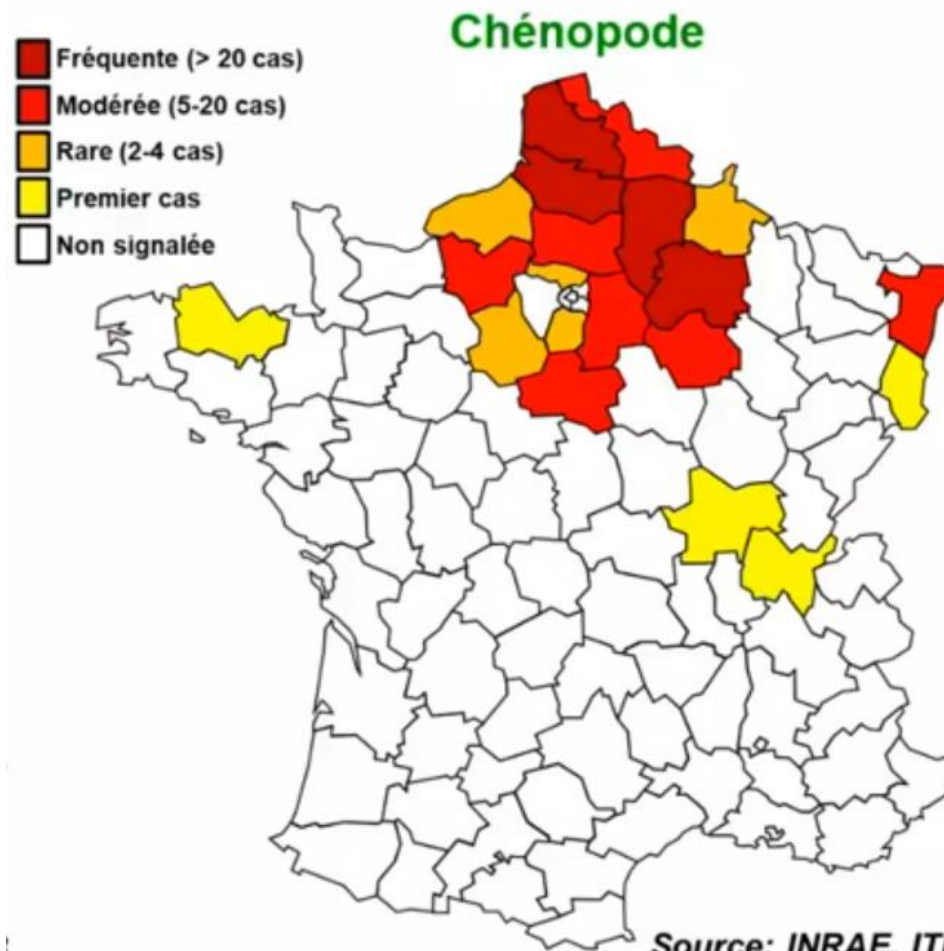 Chénopode
Fréquente (> 20 cas)
Modérée (5-20 cas)
Rare (2-4 cas)
Premier cas
Non signalée
Source: INRAE,